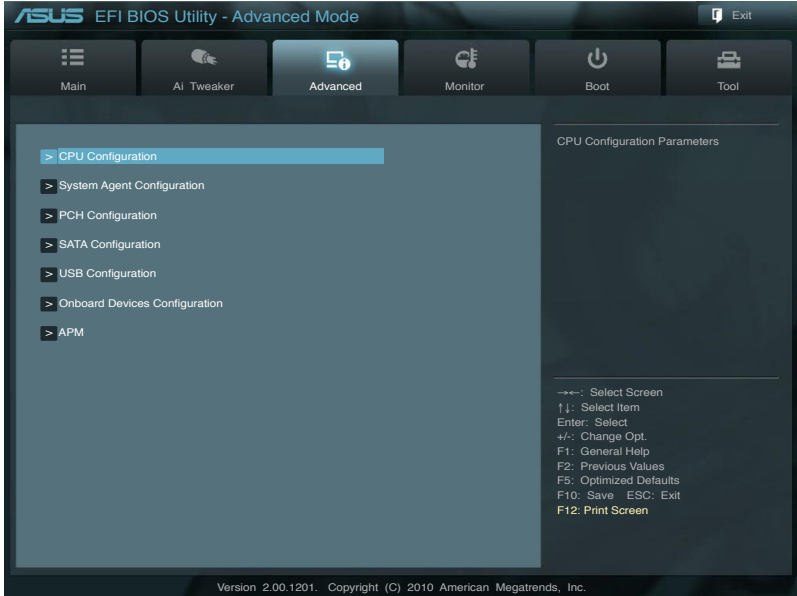 ASUS EFI BIOS Utility - Advanced Mode
Exit
Main
Ai Tweaker
Advanced
Monitor
Boot
Tool
> CPU Configuration
> System Agent Configuration
> PCH Configuration
> SATA Configuration
> USB Configuration
> Onboard Devices Configuration
> APM
CPU Configuration Parameters
→←: Select Screen
↑↓: Select Item
Enter: Select
+/-: Change Opt.
F1: General Help
F2: Previous Values
F5: Optimized Defaults
F10: Save ESC: Exit
F12: Print Screen
Version 2.00.1201. Copyright (C) 2010 American Megatrends, Inc.